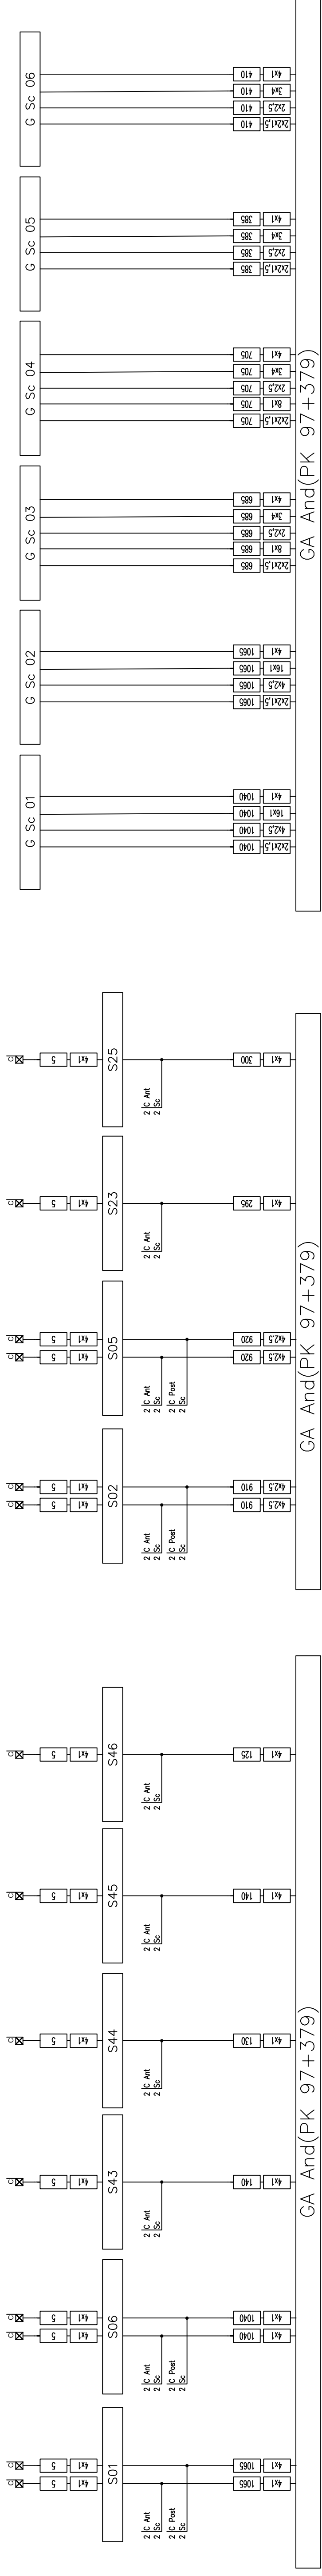 G Sc 06
410 4x1
410 3x4
410 2x2,5
410 2x2x1,5
G Sc 05
385 4x1
385 3x4
385 2x2,5
385 2x2x1,5
G Sc 04
705 4x1
705 3x4
705 2x2,5
705 8x1
705 2x2x1,5
G Sc 03
685 4x1
685 3x4
685 2x2,5
685 8x1
685 2x2x1,5
G Sc 02
1065 4x1
1065 16x1
1065 4x2,5
1065 2x2x1,5
G Sc 01
1040 4x1
1040 16x1
1040 4x2,5
1040 2x2x1,5
GA And(PK 97+379)
S25
5 4x1
2 C Ant
2 Sc
300 4x1
S23
5 4x1
2 C Ant
2 Sc
295 4x1
S05
5 4x1
5 4x1
2 C Ant
2 Sc
2 C Post
2 Sc
920 4x2,5
920 4x2,5
S02
5 4x1
5 4x1
2 C Ant
2 Sc
2 C Post
2 Sc
910 4x2,5
910 4x2,5
GA And(PK 97+379)
S46
5 4x1
2 C Ant
2 Sc
125 4x1
S45
5 4x1
2 C Ant
2 Sc
140 4x1
S44
5 4x1
2 C Ant
2 Sc
130 4x1
S43
5 4x1
2 C Ant
2 Sc
140 4x1
S06
5 4x1
5 4x1
2 C Ant
2 Sc
2 C Post
2 Sc
1040 4x1
1040 4x1
S01
5 4x1
5 4x1
2 C Ant
2 Sc
2 C Post
2 Sc
1065 4x1
1065 4x1
GA And(PK 97+379)